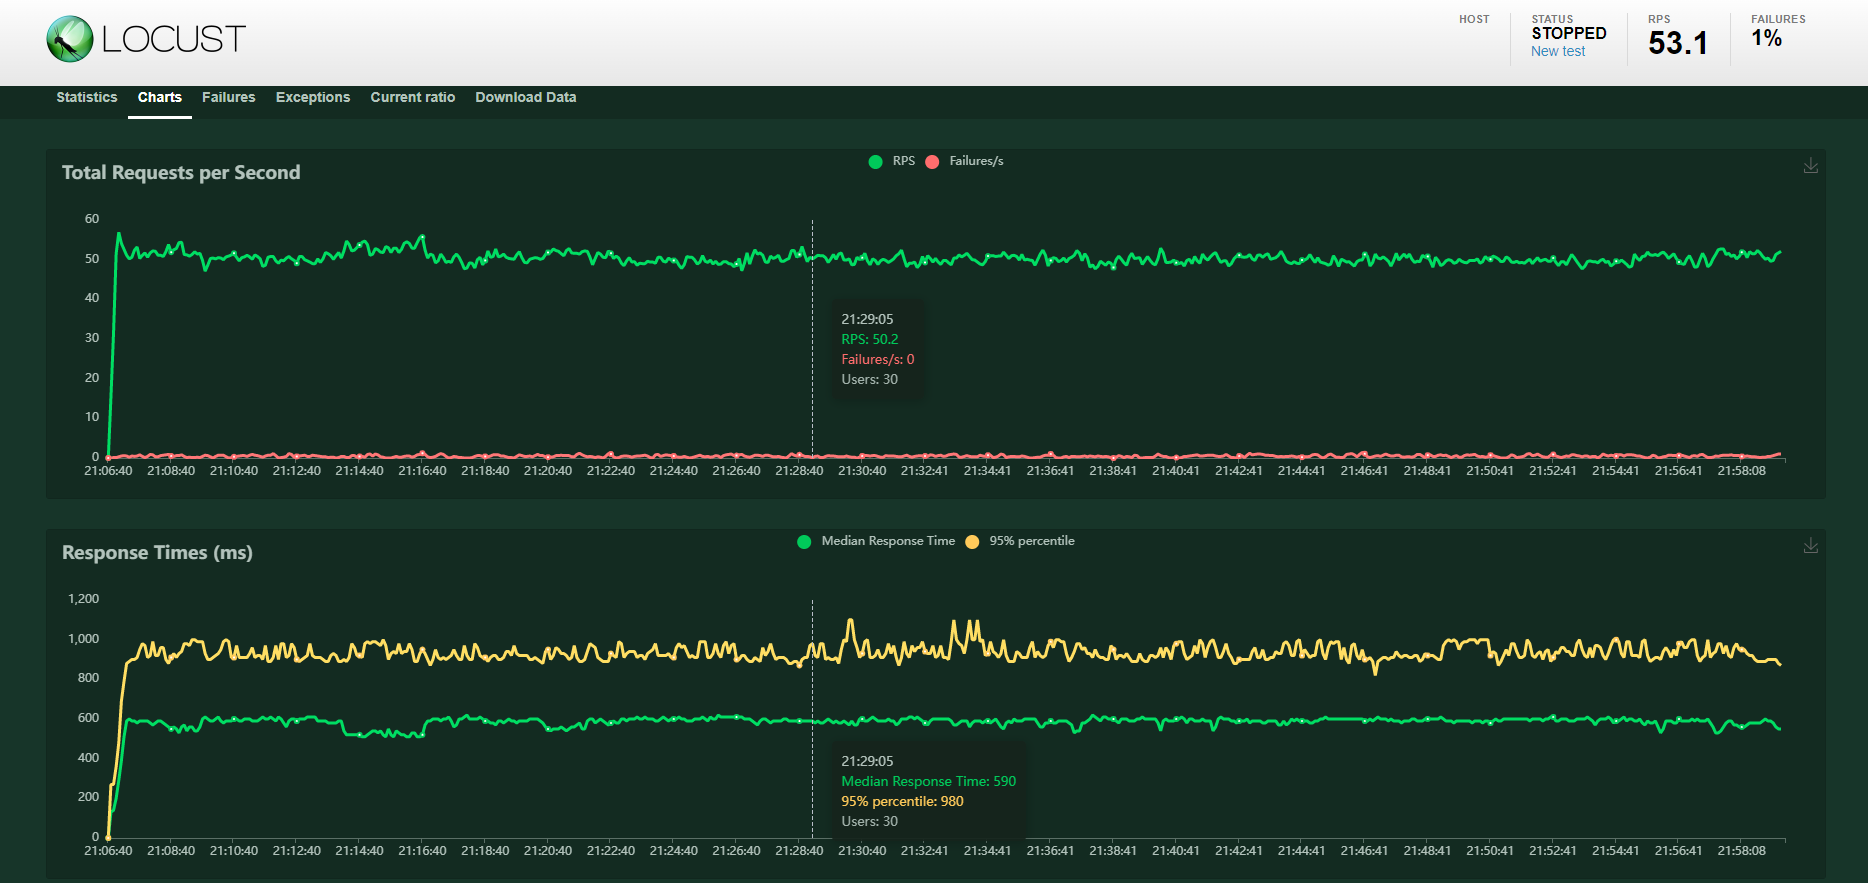 LOCUST
HOST
STATUS
STOPPED
New test
RPS
53.1
FAILURES
1%
Statistics Charts Failures Exceptions Current ratio Download Data
Total Requests per Second
RPS Failures/s
60
50
40
30
20
10
0
21:29:05
RPS: 50.2
Failures/s: 0
Users: 30
21:06:40 21:08:40 21:10:40 21:12:40 21:14:40 21:16:40 21:18:40 21:20:40 21:22:40 21:24:40 21:26:40 21:28:40 21:30:40 21:32:41 21:34:41 21:36:41 21:38:41 21:40:41 21:42:41 21:44:41 21:46:41 21:48:41 21:50:41 21:52:41 21:54:41 21:56:41 21:58:08
Response Times (ms)
Median Response Time 95% percentile
1,200
1,000
800
600
400
200
0
21:29:05
Median Response Time: 590
95% percentile: 980
Users: 30
21:06:40 21:08:40 21:10:40 21:12:40 21:14:40 21:16:40 21:18:40 21:20:40 21:22:40 21:24:40 21:26:40 21:28:40 21:30:40 21:32:41 21:34:41 21:36:41 21:38:41 21:40:41 21:42:41 21:44:41 21:46:41 21:48:41 21:50:41 21:52:41 21:54:41 21:56:41 21:58:08